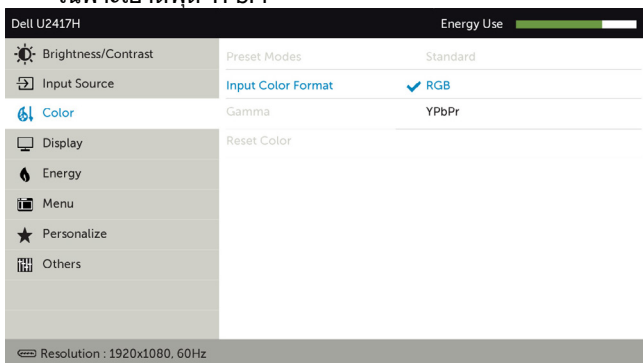 Dell U2417H Energy Use
Brightness/Contrast Preset Modes Standard
Input Source Input Color Format RGB
Color Gamma YPbPr
Display Reset Color
Energy
Menu
Personalize
Others
Resolution : 1920x1080, 60Hz